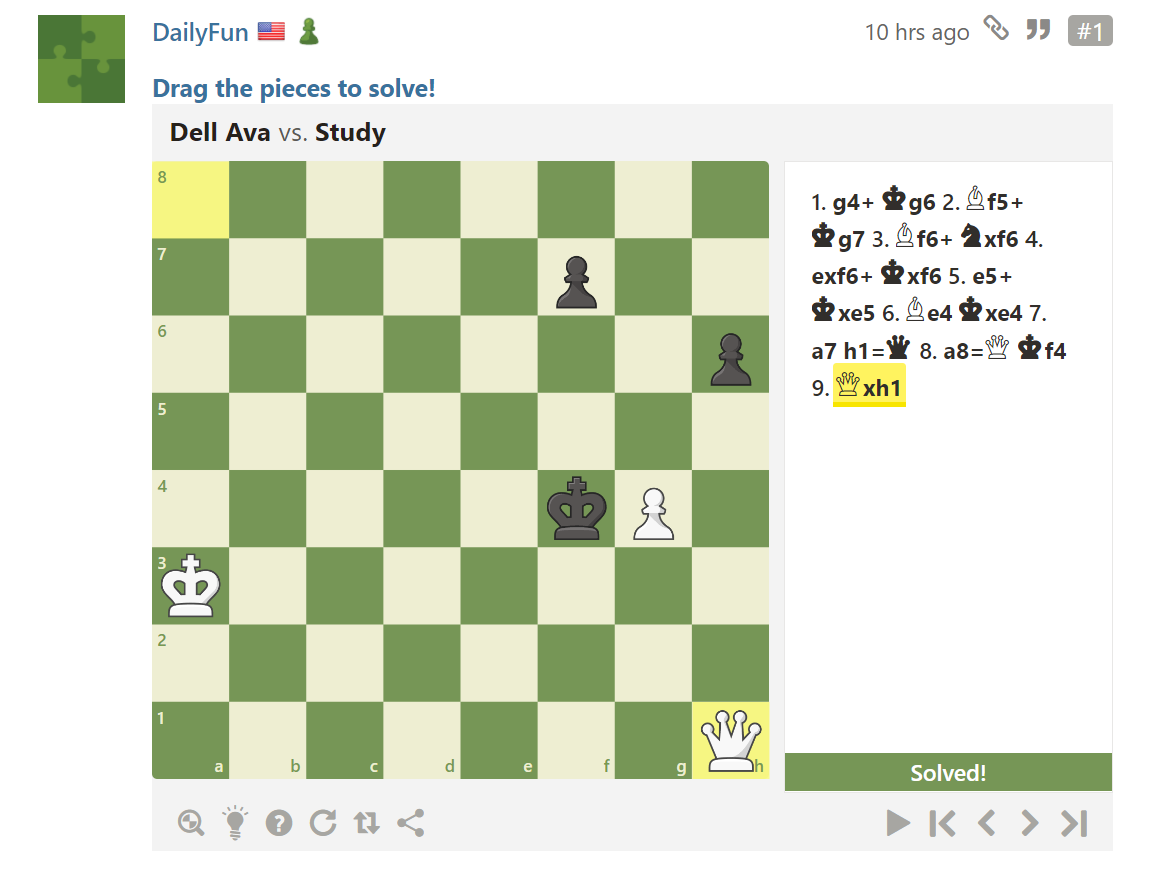 DailyFun
10 hrs ago #1
Drag the pieces to solve!
Dell Ava vs. Study
8
7
6
5
4
3
2
1
a b c d e f g h
1. g4+ ♚g6 2. ♗f5+
♚g7 3. ♗f6+ ♞xf6 4.
exf6+ ♚xf6 5. e5+
♚xe5 6. ♗e4 ♚xe4 7.
a7 h1=♛ 8. a8=♕ ♚f4
9. ♕xh1
Solved!